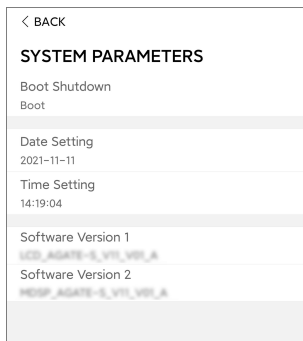 BACK
SYSTEM PARAMETERS
Boot Shutdown
Boot
Date Setting
2021-11-11
Time Setting
14:19:04
Software Version 1
LCD_AGATE-S_V11_V01_A
Software Version 2
MDSP_AGATE-S_V11_V01_A